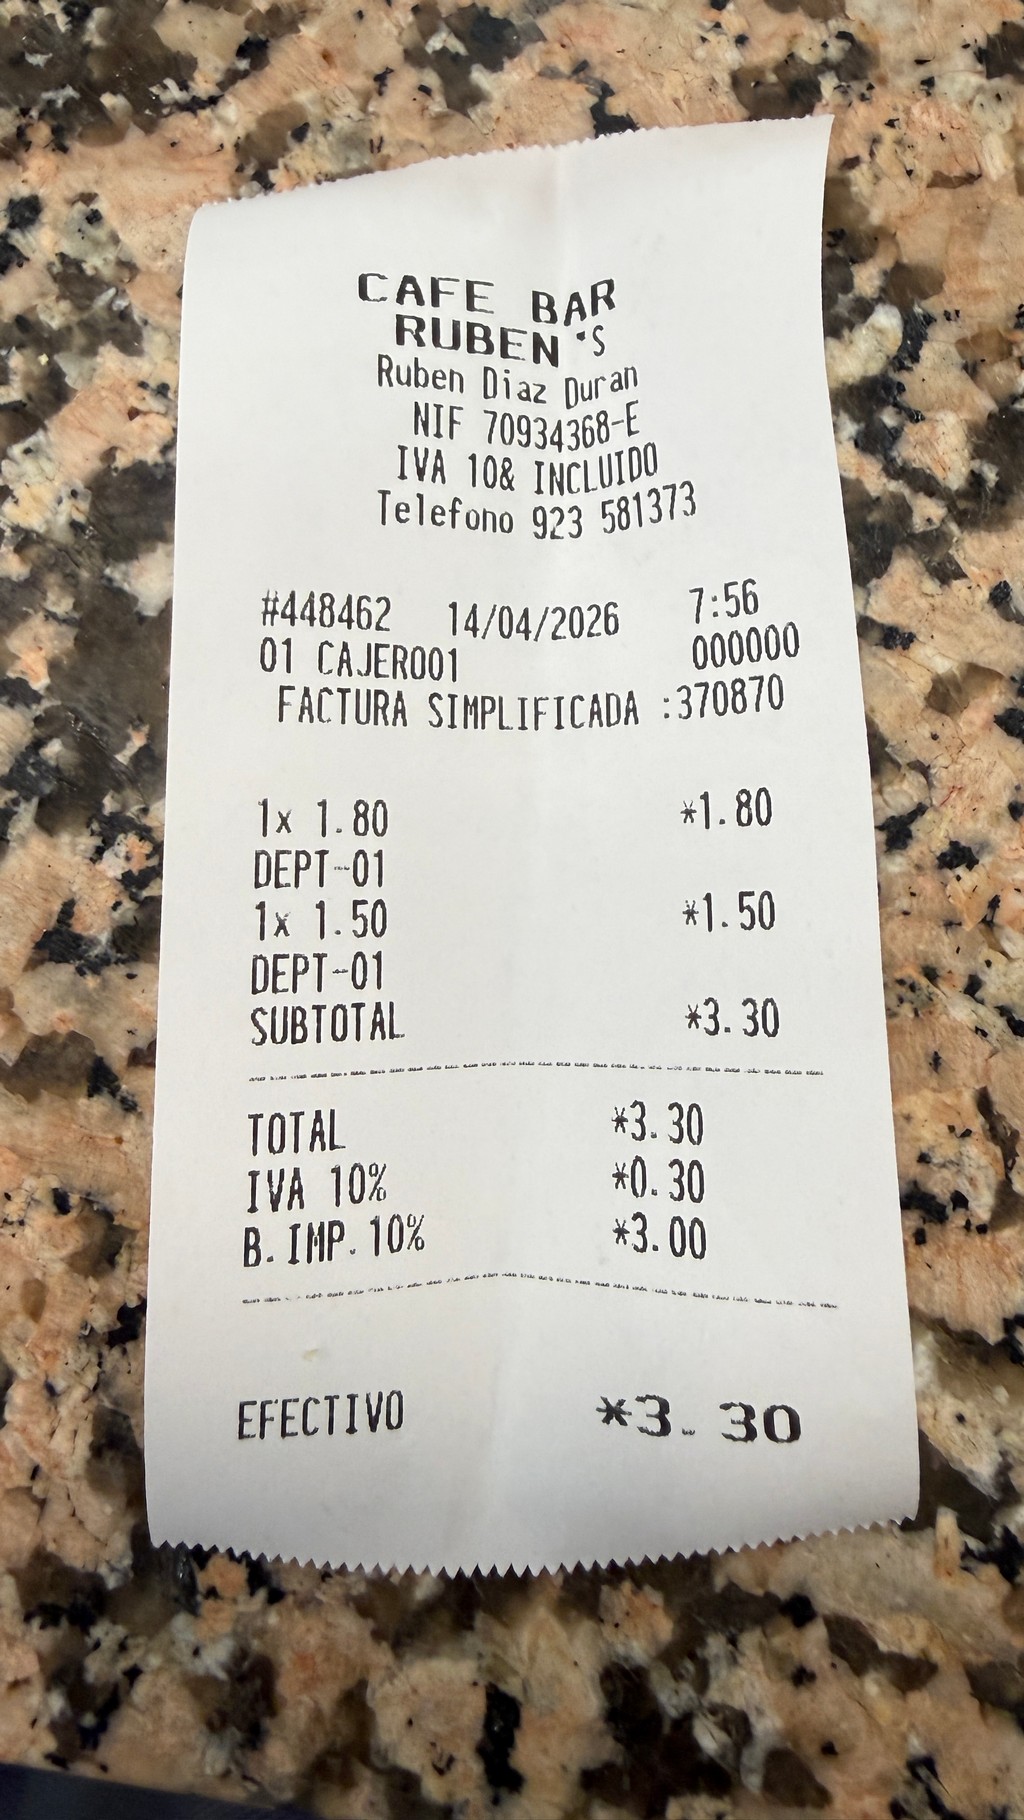 CAFE BAR
RUBEN'S
Ruben Diaz Duran
NIF 70934368-E
IVA 10& INCLUIDO
Telefono 923 581373
#448462 14/04/2026 7:56
01 CAJERO01 000000
FACTURA SIMPLIFICADA :370870
1x 1.80 *1.80
DEPT-01
1x 1.50 *1.50
DEPT-01
SUBTOTAL *3.30
TOTAL *3.30
IVA 10% *0.30
B.IMP.10% *3.00
EFECTIVO *3.30